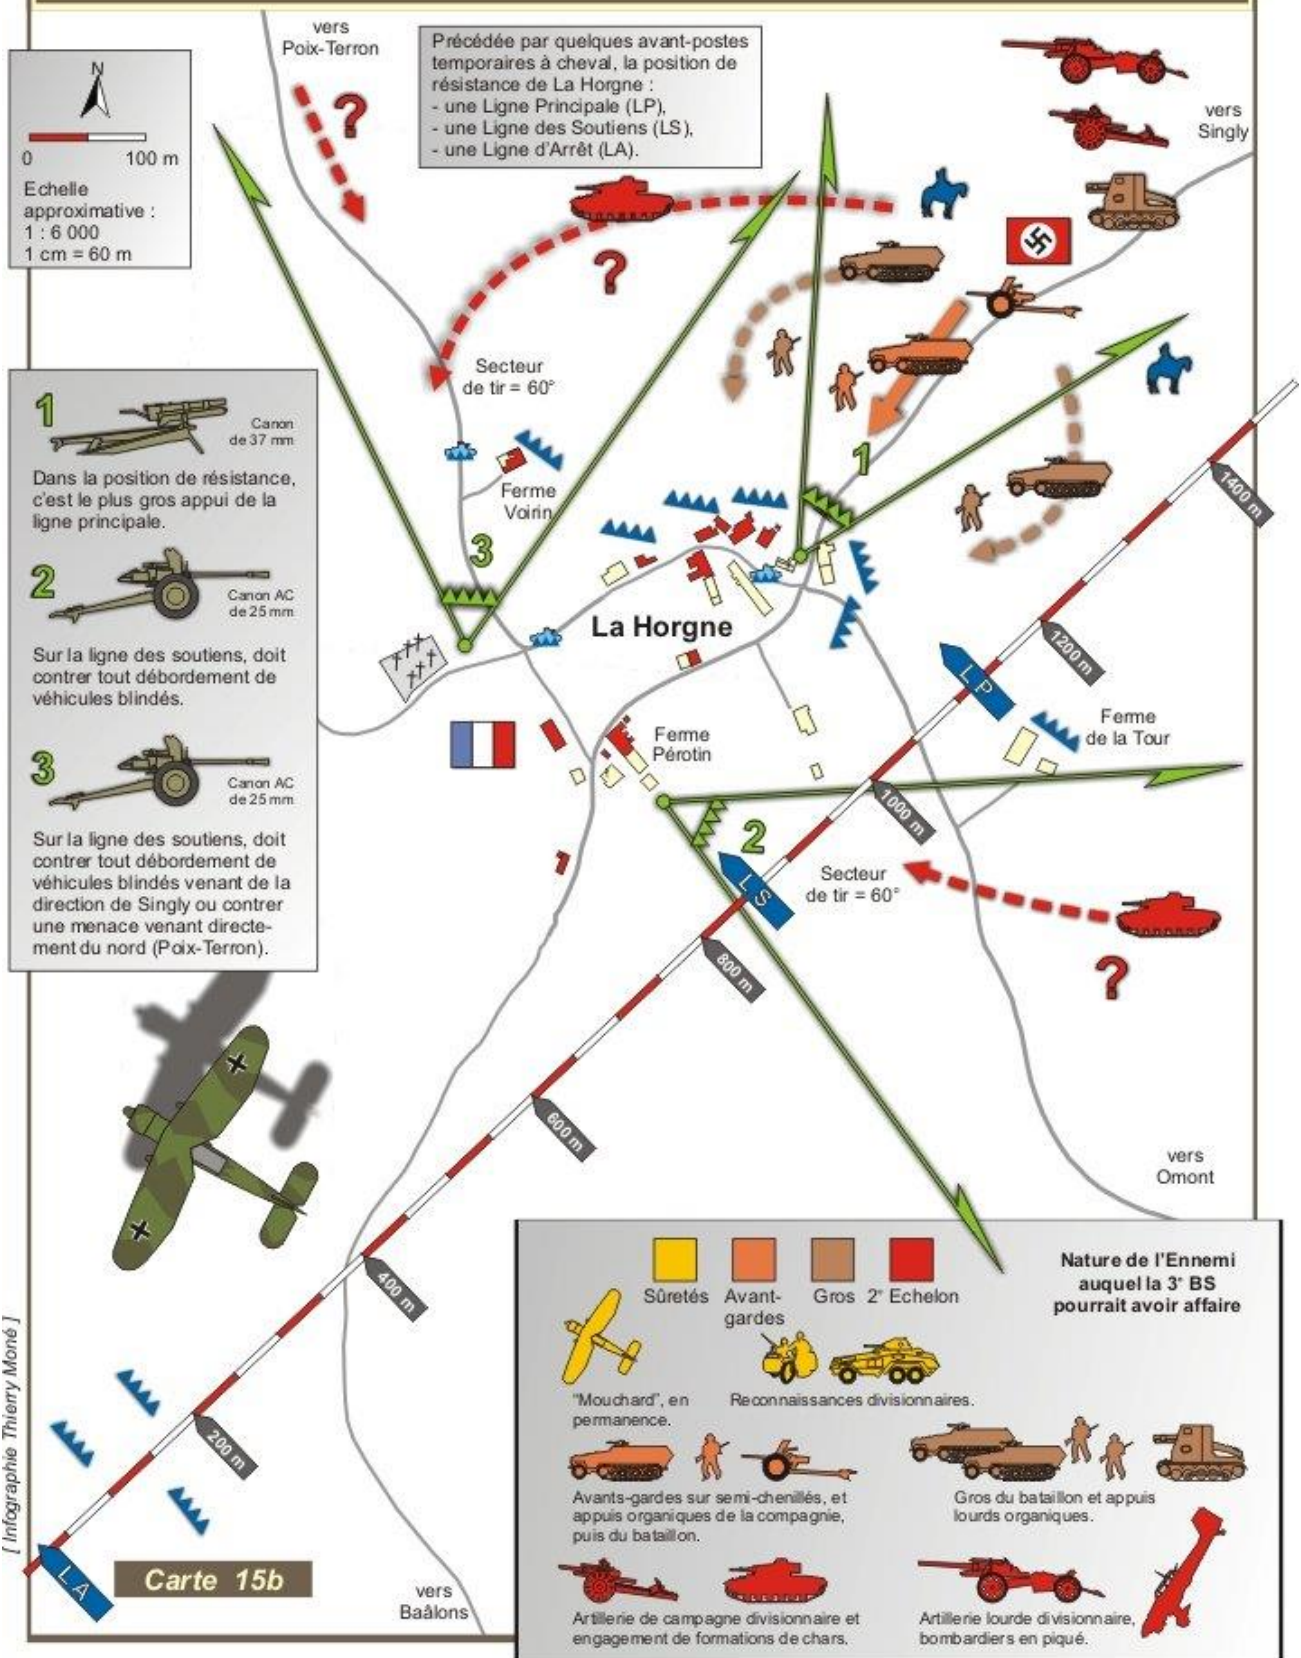 vers
Poix-Terron
Précédée par quelques avant-postes
temporaires à cheval, la position de
résistance de La Horgne :
- une Ligne Principale (LP),
- une Ligne des Soutiens (LS),
- une Ligne d'Arrêt (LA).
vers
Singly
N
0 100 m
Echelle
approximative :
1 : 6 000
1 cm = 60 m
?
?
Secteur
de tir = 60°
1
Canon
de 37 mm
Dans la position de résistance,
c'est le plus gros appui de la
ligne principale.
2
Canon AC
de 25 mm
Sur la ligne des soutiens, doit
contrer tout débordement de
véhicules blindés.
3
Canon AC
de 25 mm
Sur la ligne des soutiens, doit
contrer tout débordement de
véhicules blindés venant de la
direction de Singly ou contrer
une menace venant directe-
ment du nord (Poix-Terron).
Ferme
Voirin
1
3
La Horgne
1400 m
1200 m
LP
Ferme
de la Tour
Ferme
Pérotin
1000 m
2
LS
Secteur
de tir = 60°
?
800 m
600 m
vers
Omont
400 m
200 m
LA
Carte 15b
vers
Baâlons
[ Infographie Thierry Moné ]
Nature de l'Ennemi
auquel la 3° BS
pourrait avoir affaire
Sûretés Avant-
gardes
Gros 2° Echelon
"Mouchard", en
permanence.
Reconnaissances divisionnaires.
Avants-gardes sur semi-chenillés, et
appuis organiques de la compagnie,
puis du bataillon.
Gros du bataillon et appuis
lourds organiques.
Artillerie de campagne divisionnaire et
engagement de formations de chars.
Artillerie lourde divisionnaire,
bombardiers en piqué.